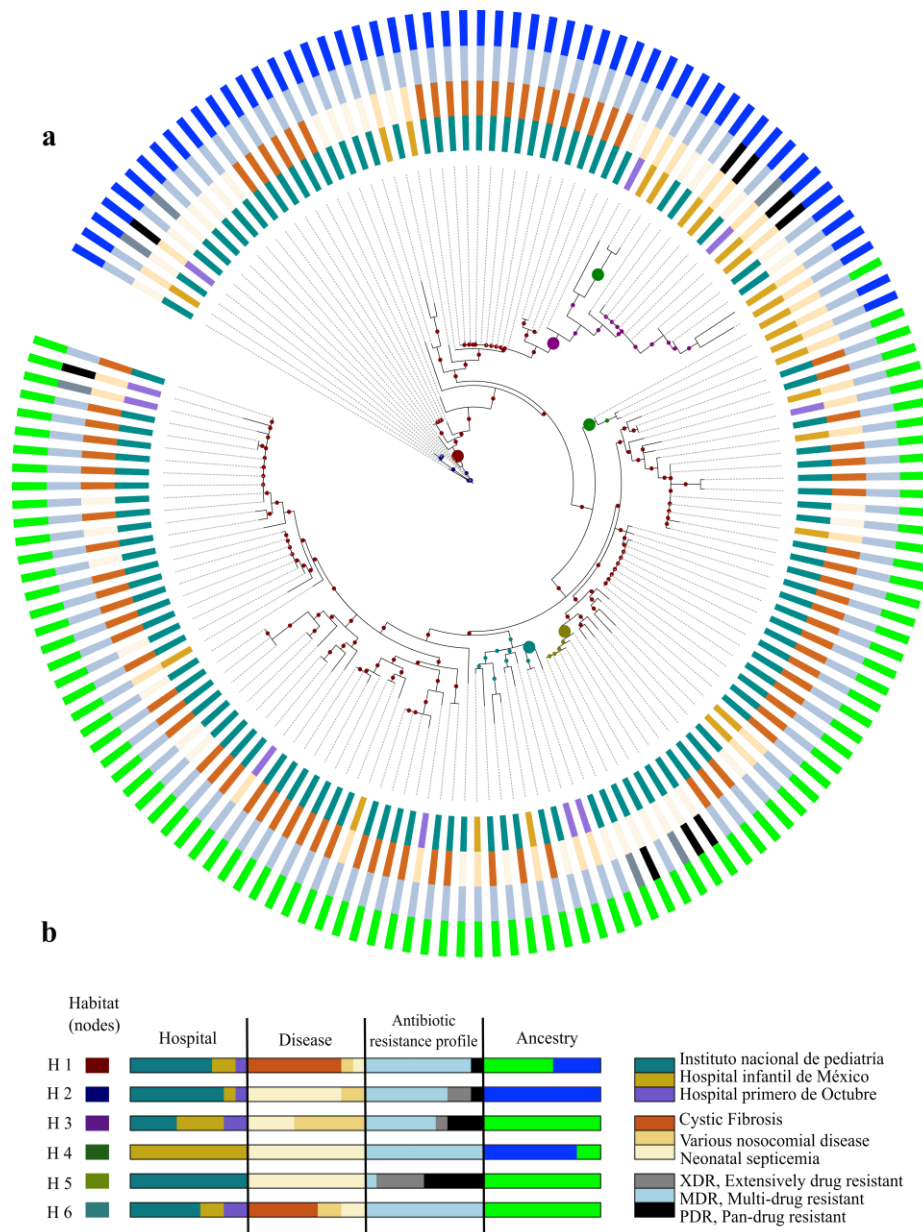 a
b
Habitat
(nodes)
Hospital
Disease
Antibiotic
resistance profile
Ancestry
H 1
H 2
H 3
H 4
H 5
H 6
Instituto nacional de pediatría
Hospital infantil de México
Hospital primero de Octubre
Cystic Fibrosis
Various nosocomial disease
Neonatal septicemia
XDR, Extensively drug resistant
MDR, Multi-drug resistant
PDR, Pan-drug resistant